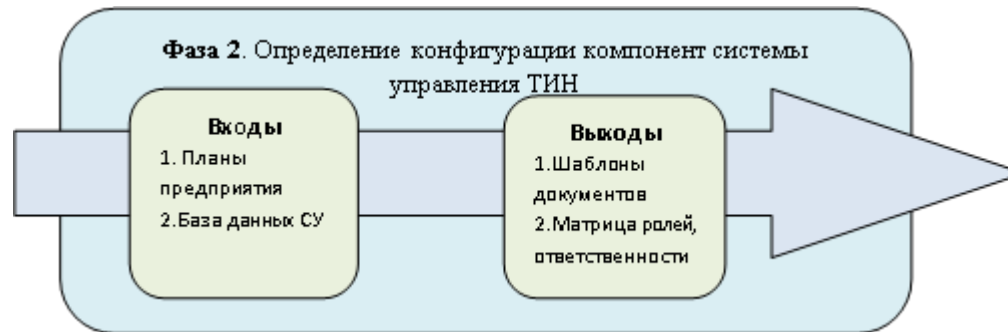 Фаза 2. Определение конфигурации компонент системы
управления ТИН
Входы
1. Планы
предприятия
2.База данных СУ
Выходы
1.Шаблоны
документов
2.Матрица ролей,
ответственности